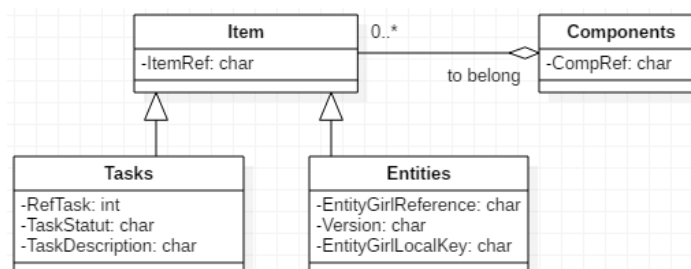 Item
-ItemRef: char
0..*
to belong
Components
-CompRef: char
Tasks
-RefTask: int
-TaskStatut: char
-TaskDescription: char
Entities
-EntityGirlReference: char
-Version: char
-EntityGirlLocalKey: char